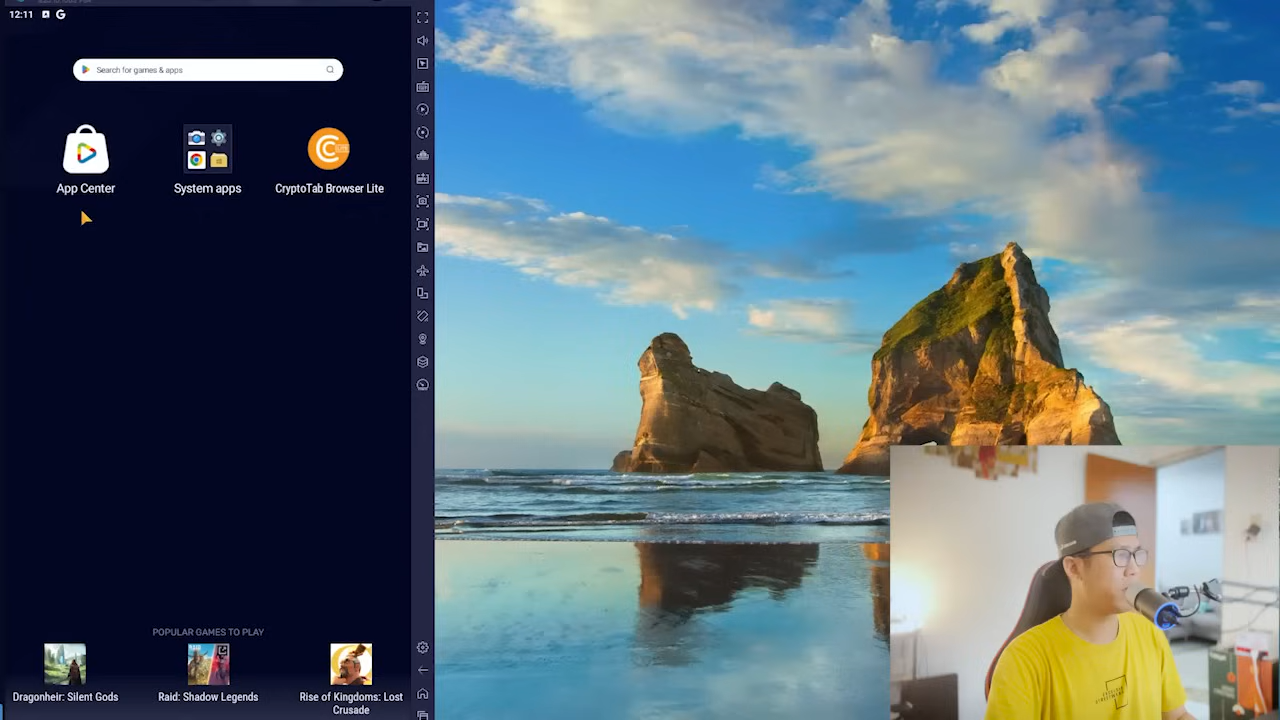 12:11
Search for games & apps
App Center
System apps
CryptoTab Browser Lite
POPULAR GAMES TO PLAY
Dragonheir: Silent Gods
Raid: Shadow Legends
Rise of Kingdoms: Lost
Crusade